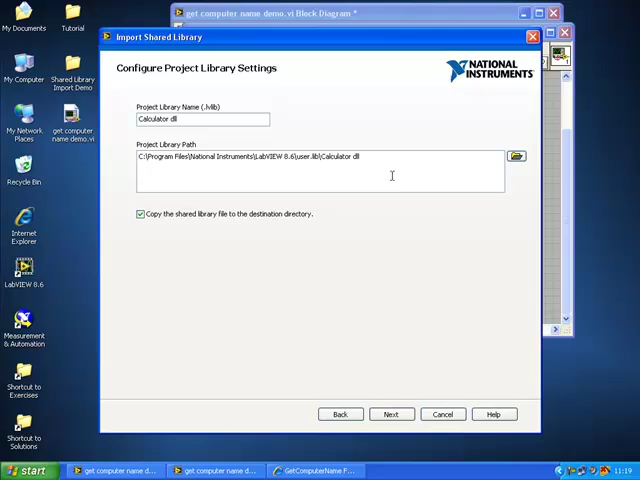 get computer name demo.vi Block Diagram *
Import Shared Library
Configure Project Library Settings
NATIONAL
INSTRUMENTS
Project Library Name (.lvlib)
Calculator dll
Project Library Path
C:\Program Files\National Instruments\LabVIEW 8.6\user.lib\Calculator dll
Copy the shared library file to the destination directory.
Back
Next
Cancel
Help
My Documents
Tutorial
My Computer
Shared Library
Import Demo
My Network
Places
get computer
name demo.vi
Recycle Bin
Internet
Explorer
LabVIEW 8.6
Measurement
& Automation
Shortcut to
Exercises
Shortcut to
Solutions
start
get computer name d...
get computer name d...
GetComputerName F...
11:19